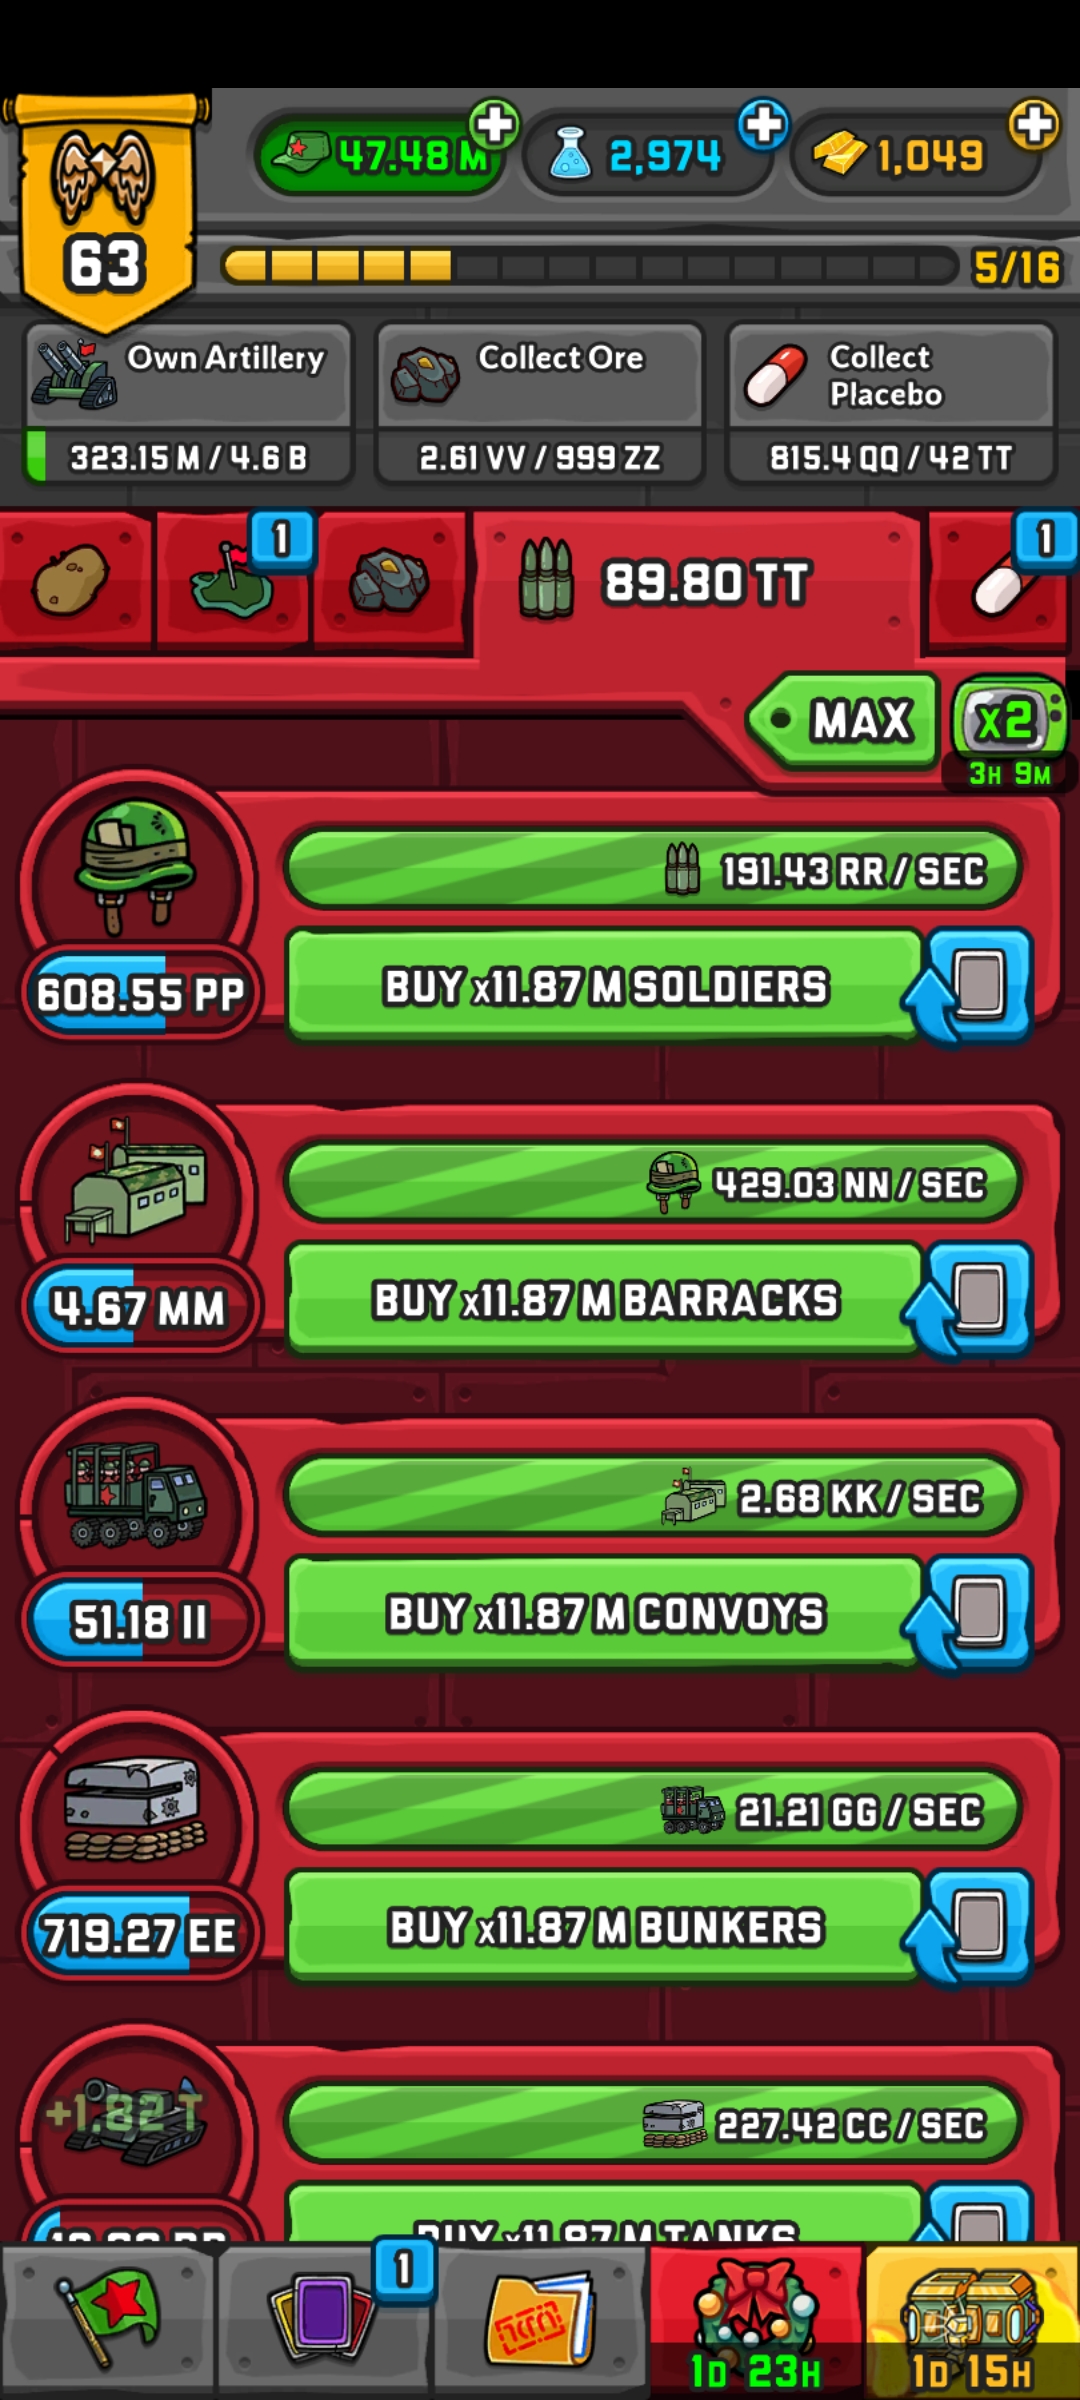 47.48 M
2,974
1,049
63
5/16
Own Artillery
323.15 M / 4.6 B
Collect Ore
2.61 VV / 999 ZZ
Collect
Placebo
815.4 QQ / 42 TT
1
89.80 TT
1
MAX
x2
3H 9M
191.43 RR / SEC
608.55 PP
BUY x11.87 M SOLDIERS
429.03 NN / SEC
4.67 MM
BUY x11.87 M BARRACKS
2.68 KK / SEC
51.18 II
BUY x11.87 M CONVOYS
21.21 GG / SEC
719.27 EE
BUY x11.87 M BUNKERS
+1.82 T
227.42 CC / SEC
BUY x11.87 M TANKS
1
1D 23H
1D 15H